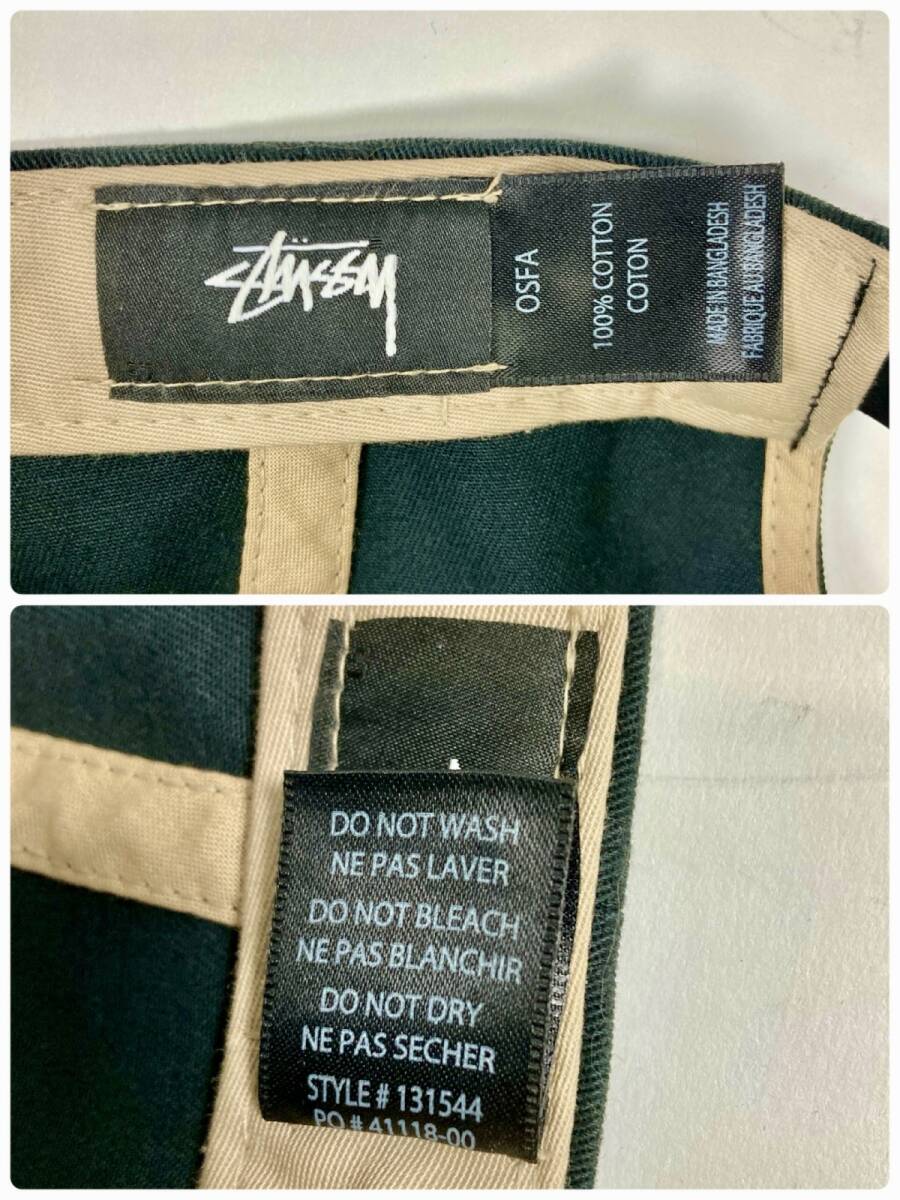 STÜSSY
OSFA
100% COTTON
COTON
MADE IN BANGLADESH
FABRIQUE AU BANGLADESH
DO NOT WASH
NE PAS LAVER
DO NOT BLEACH
NE PAS BLANCHIR
DO NOT DRY
NE PAS SECHER
STYLE # 131544
PO # 41118-00